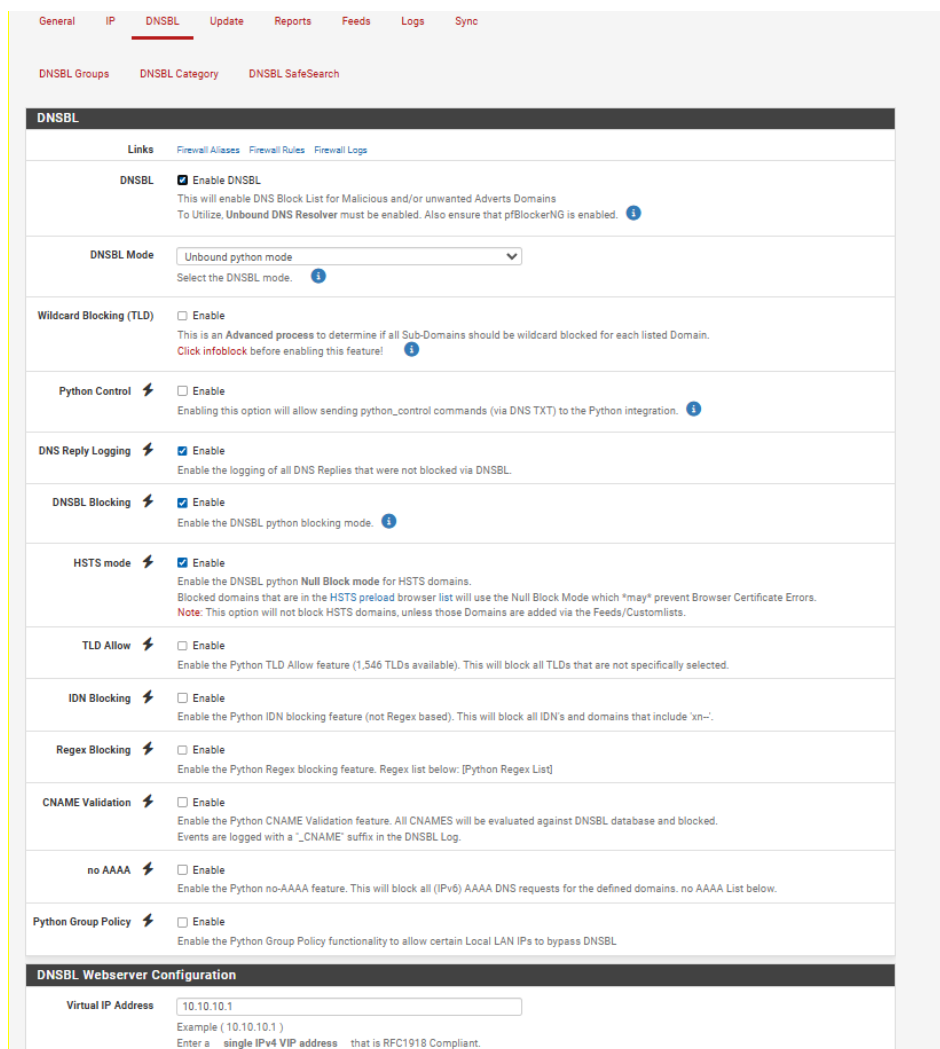 General IP DNSBL Update Reports Feeds Logs Sync
DNSBL Groups DNSBL Category DNSBL SafeSearch
DNSBL
Links Firewall Aliases Firewall Rules Firewall Logs
DNSBL Enable DNSBL
This will enable DNS Block List for Malicious and/or unwanted Adverts Domains
To Utilize, Unbound DNS Resolver must be enabled. Also ensure that pfBlockerNG is enabled.
DNSBL Mode Unbound python mode
Select the DNSBL mode.
Wildcard Blocking (TLD) Enable
This is an Advanced process to determine if all Sub-Domains should be wildcard blocked for each listed Domain.
Click infoblock before enabling this feature!
Python Control Enable
Enabling this option will allow sending python_control commands (via DNS TXT) to the Python integration.
DNS Reply Logging Enable
Enable the logging of all DNS Replies that were not blocked via DNSBL.
DNSBL Blocking Enable
Enable the DNSBL python blocking mode.
HSTS mode Enable
Enable the DNSBL python Null Block mode for HSTS domains.
Blocked domains that are in the HSTS preload browser list will use the Null Block Mode which *may* prevent Browser Certificate Errors.
Note: This option will not block HSTS domains, unless those Domains are added via the Feeds/Customlists.
TLD Allow Enable
Enable the Python TLD Allow feature (1,546 TLDs available). This will block all TLDs that are not specifically selected.
IDN Blocking Enable
Enable the Python IDN blocking feature (not Regex based). This will block all IDN's and domains that include 'xn--'.
Regex Blocking Enable
Enable the Python Regex blocking feature. Regex list below: [Python Regex List]
CNAME Validation Enable
Enable the Python CNAME Validation feature. All CNAMES will be evaluated against DNSBL database and blocked.
Events are logged with a "_CNAME" suffix in the DNSBL Log.
no AAAA Enable
Enable the Python no-AAAA feature. This will block all (IPv6) AAAA DNS requests for the defined domains. no AAAA List below.
Python Group Policy Enable
Enable the Python Group Policy functionality to allow certain Local LAN IPs to bypass DNSBL
DNSBL Webserver Configuration
Virtual IP Address 10.10.10.1
Example ( 10.10.10.1 )
Enter a single IPv4 VIP address that is RFC1918 Compliant.